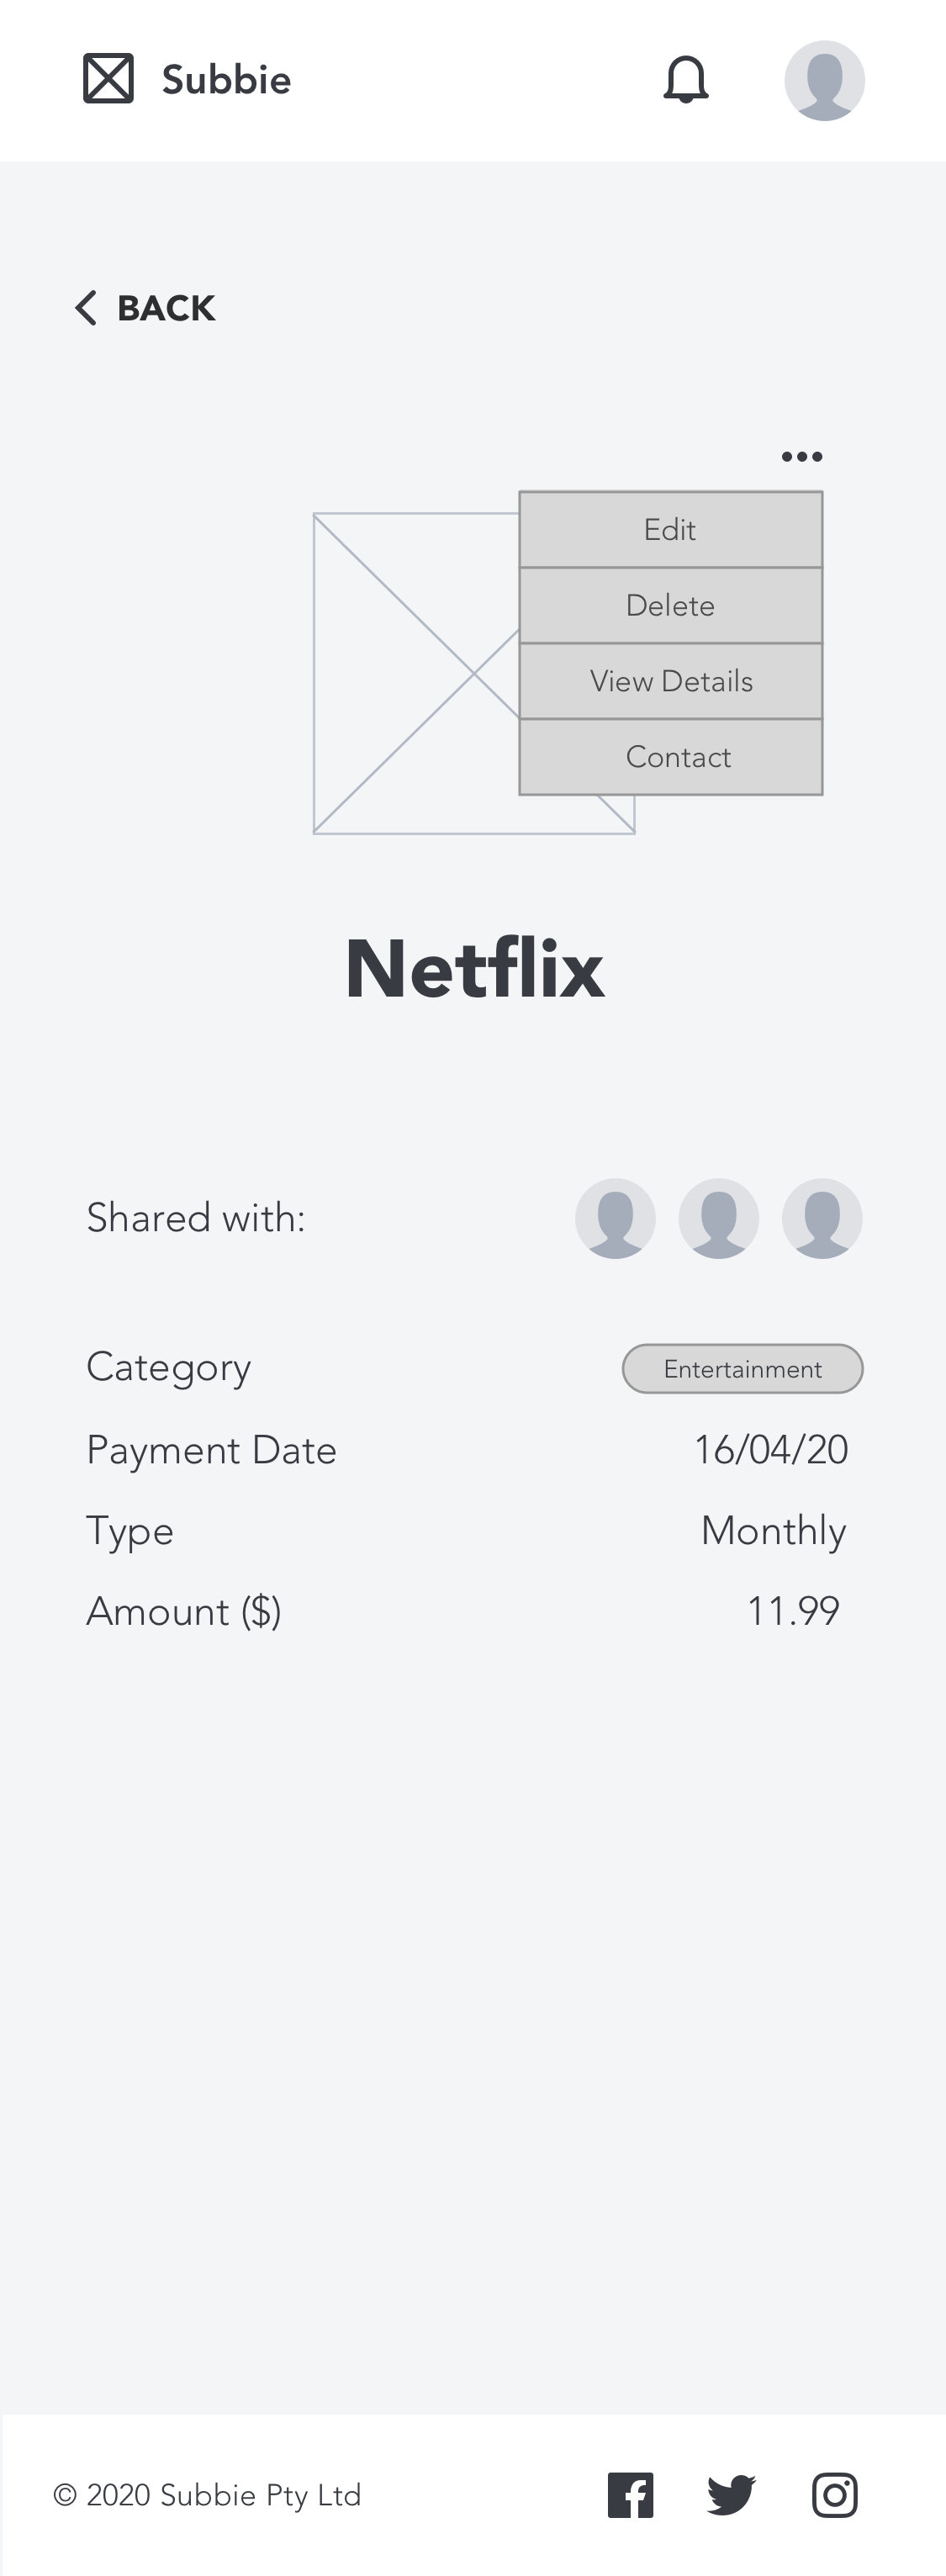 Subbie
BACK
Edit
Delete
View Details
Contact
Netflix
Shared with:
Category Entertainment
Payment Date 16/04/20
Type Monthly
Amount ($) 11.99
© 2020 Subbie Pty Ltd